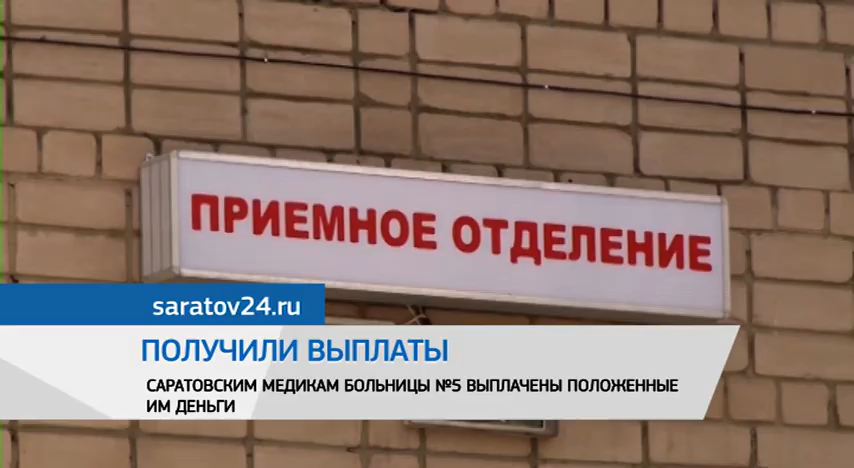 ПРИЕМНОЕ ОТДЕЛЕНИЕ
saratov24.ru
ПОЛУЧИЛИ ВЫПЛАТЫ
САРАТОВСКИМ МЕДИКАМ БОЛЬНИЦЫ №5 ВЫПЛАЧЕНЫ ПОЛОЖЕННЫЕ
ИМ ДЕНЬГИ